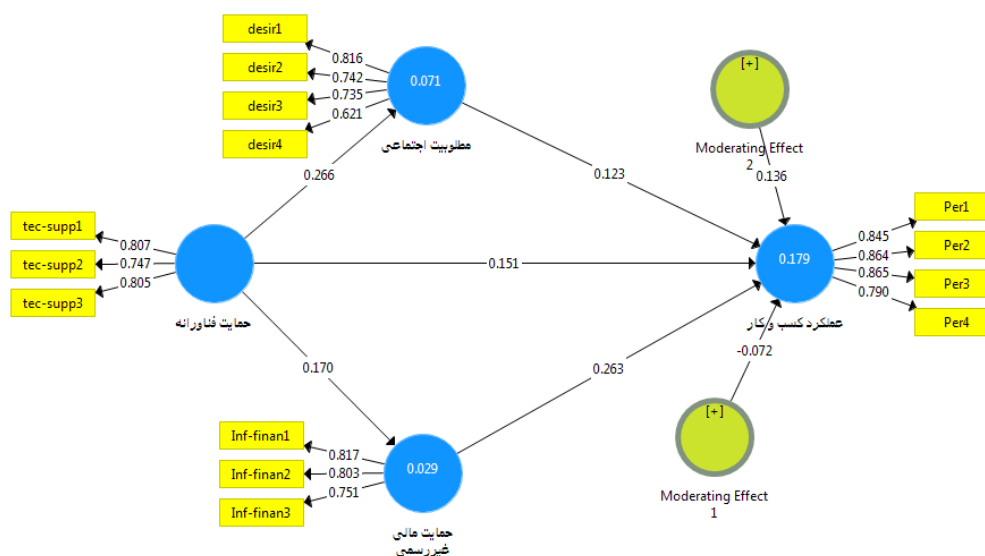 desir1
desir2
desir3
desir4
0.816
0.742
0.735
0.621
0.071
مطلوبیت اجتماعی
[+]
Moderating Effect
2
0.266
0.123
0.136
tec-supp1
tec-supp2
tec-supp3
0.807
0.747
0.805
حمایت فناورانه
0.151
0.179
عملکرد کسب و کار
0.845
0.864
0.865
0.790
Per1
Per2
Per3
Per4
0.170
0.263
-0.072
Inf-finan1
Inf-finan2
Inf-finan3
0.817
0.803
0.751
0.029
حمایت مالی
غیررسمی
[+]
Moderating Effect
1